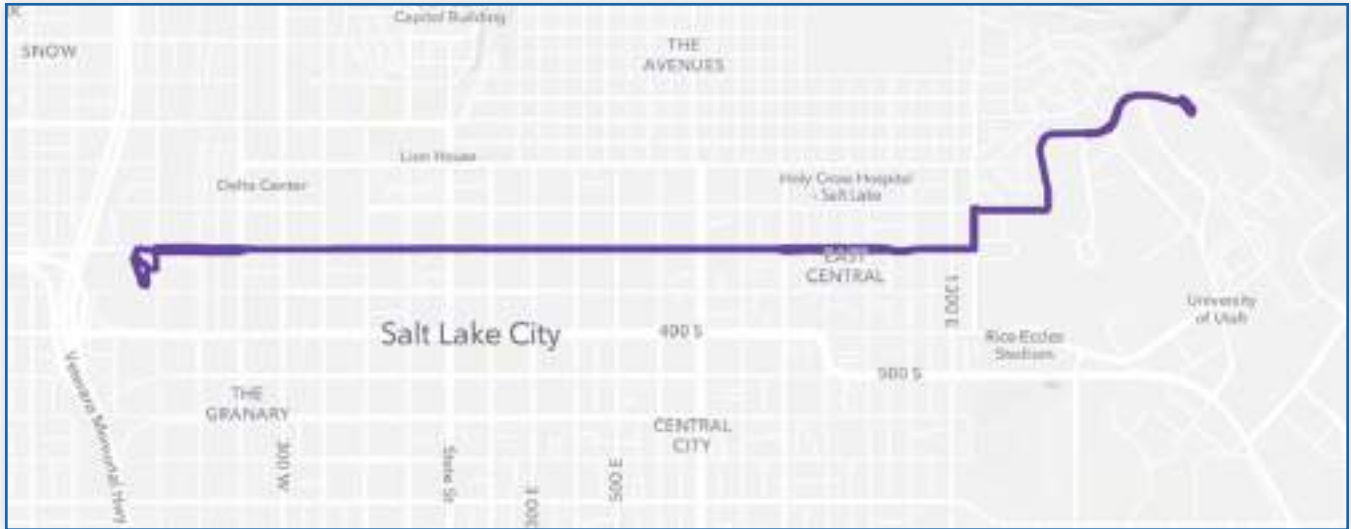 Capitol Building
SNOW
THE
AVENUES
Lion House
Delta Center
Holy Cross Hospital
- Salt Lake
EAST
CENTRAL
1300 E
University
of Utah
Salt Lake City
400 S
Rice-Eccles
Stadium
500 S
Veterans Memorial Hwy
THE
GRANARY
CENTRAL
CITY
300 W
State St
500 E